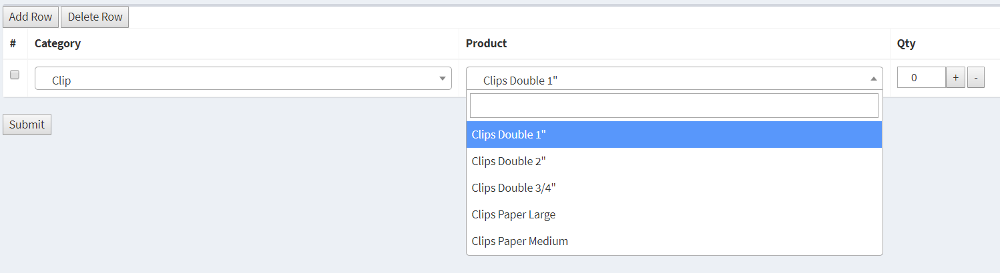 Add Row Delete Row
# Category Product Qty
Clip Clips Double 1" 0 + -
Clips Double 1"
Submit
Clips Double 2"
Clips Double 3/4"
Clips Paper Large
Clips Paper Medium